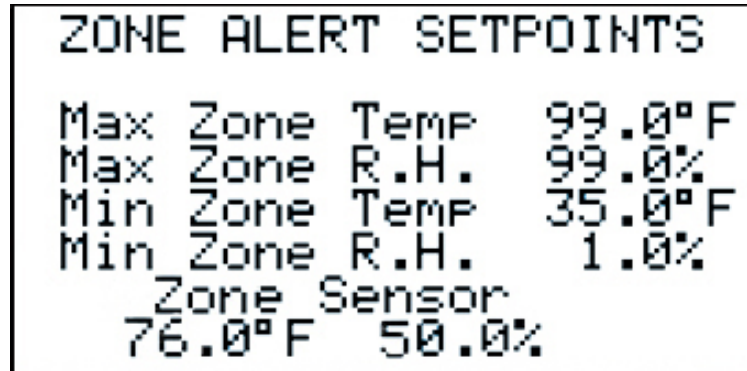 ZONE ALERT SETPOINTS
Max Zone Temp 99.0°F
Max Zone R.H. 99.0%
Min Zone Temp 35.0°F
Min Zone R.H. 1.0%
Zone Sensor
76.0°F 50.0%